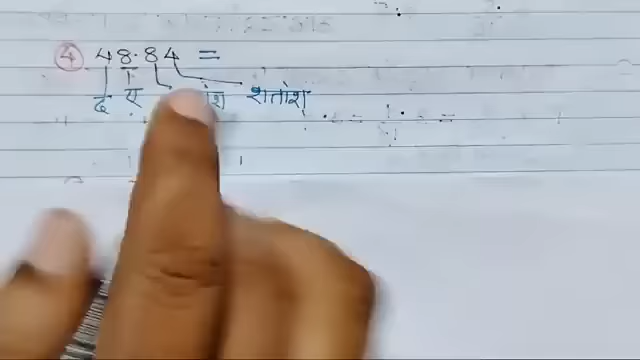 ④ 48.84 =
द ए शतांश